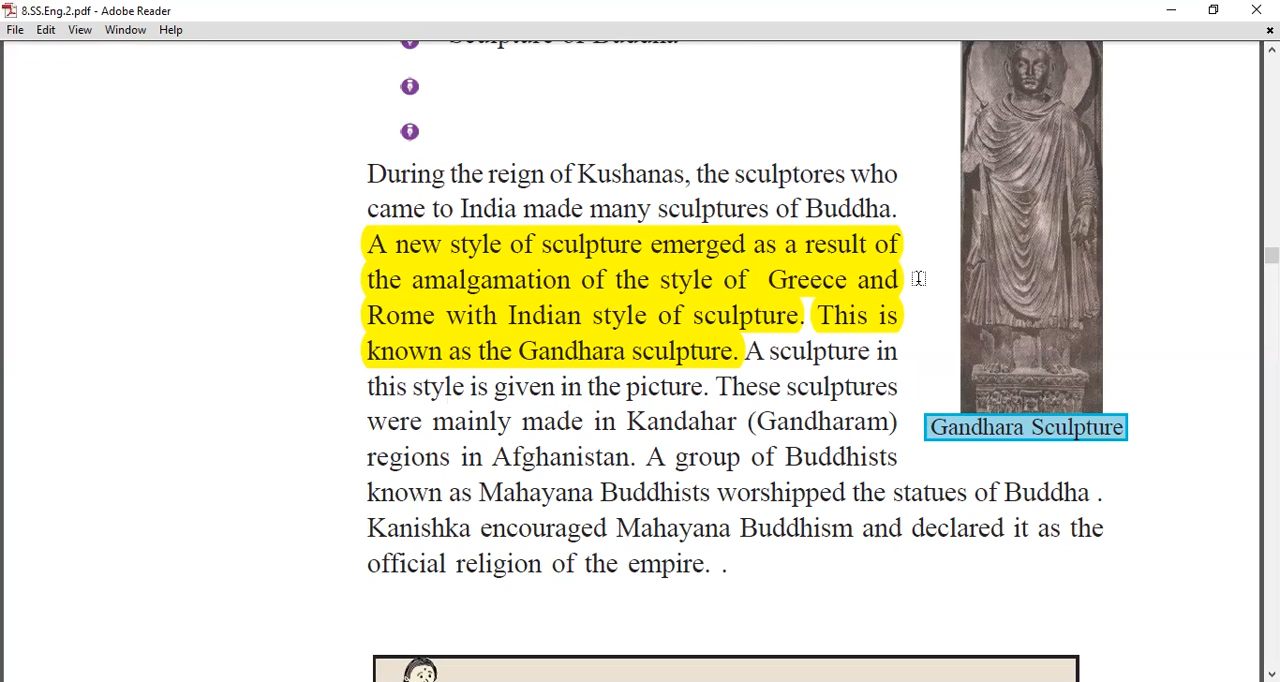 8.SS.Eng.2.pdf - Adobe Reader
File Edit View Window Help
Sculpture of Buddha
During the reign of Kushanas, the sculptores who
came to India made many sculptures of Buddha.
A new style of sculpture emerged as a result of
the amalgamation of the style of Greece and
Rome with Indian style of sculpture. This is
known as the Gandhara sculpture. A sculpture in
this style is given in the picture. These sculptures
were mainly made in Kandahar (Gandharam)
regions in Afghanistan. A group of Buddhists
known as Mahayana Buddhists worshipped the statues of Buddha .
Kanishka encouraged Mahayana Buddhism and declared it as the
official religion of the empire. .
Gandhara Sculpture